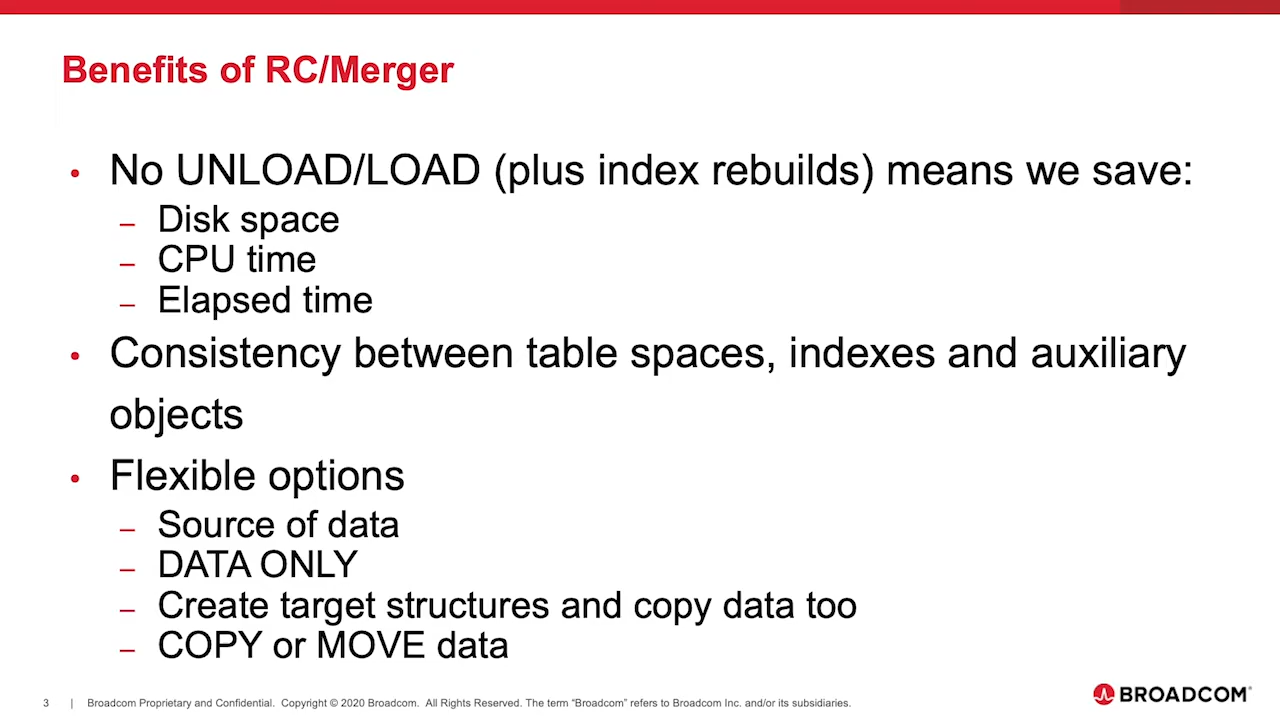 Benefits of RC/Merger
• No UNLOAD/LOAD (plus index rebuilds) means we save:
– Disk space
– CPU time
– Elapsed time
• Consistency between table spaces, indexes and auxiliary
objects
• Flexible options
– Source of data
– DATA ONLY
– Create target structures and copy data too
– COPY or MOVE data
3 | Broadcom Proprietary and Confidential. Copyright © 2020 Broadcom. All Rights Reserved. The term “Broadcom” refers to Broadcom Inc. and/or its subsidiaries.
BROADCOM®